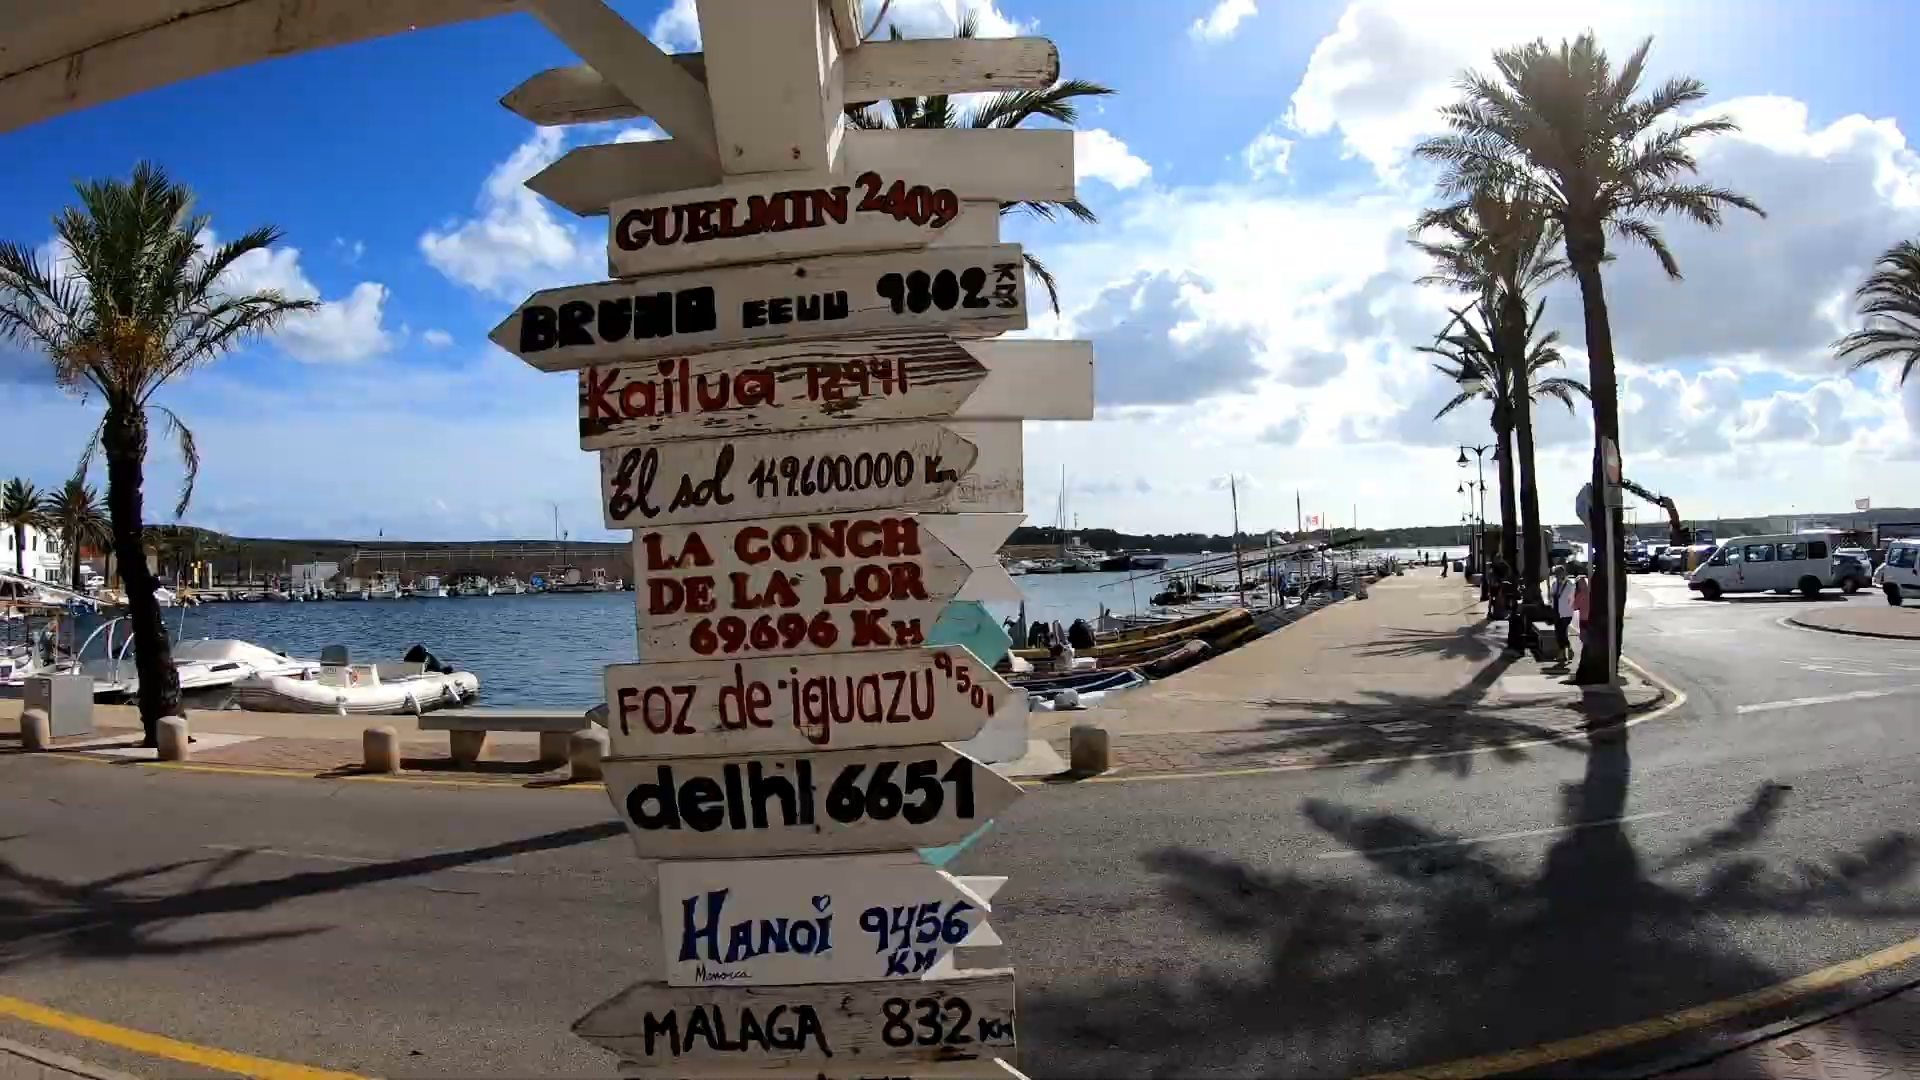 GUELMIN 2409
BRUNO EEUU 9802 KM
Kailua 12971
El sol 149.600.000 Km
LA CONCH
DE LA LOR
69.696 KM
FOZ de iguazu 9501
delhi 6651
HANOi 9456
KM
Menorca
MALAGA 832 KM